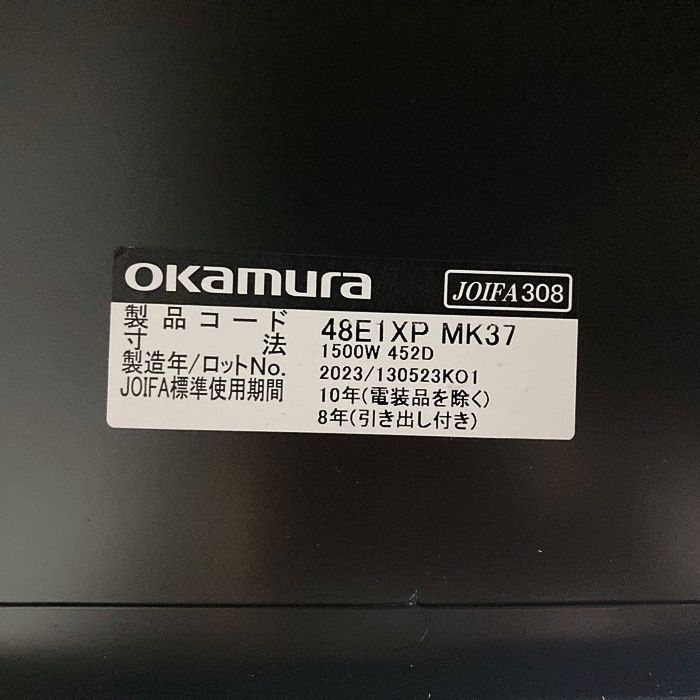 okamura JOIFA308
製品コード 48E1XP MK37
寸法 1500W 452D
製造年/ロットNo. 2023/130523K01
JOIFA標準使用期間 10年(電装品を除く)
8年(引き出し付き)